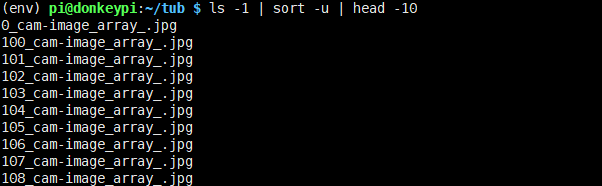 (env) pi@donkeypi:~/tub $ ls -1 | sort -u | head -10
0_cam-image_array_.jpg
100_cam-image_array_.jpg
101_cam-image_array_.jpg
102_cam-image_array_.jpg
103_cam-image_array_.jpg
104_cam-image_array_.jpg
105_cam-image_array_.jpg
106_cam-image_array_.jpg
107_cam-image_array_.jpg
108_cam-image_array_.jpg